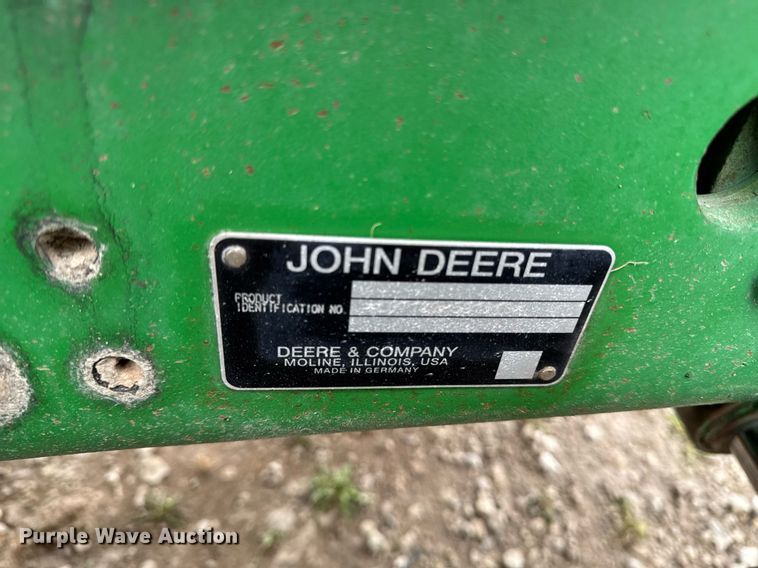 JOHN DEERE
PRODUCT
IDENTIFICATION NO.
DEERE & COMPANY
MOLINE, ILLINOIS, USA
MADE IN GERMANY
Purple Wave Auction